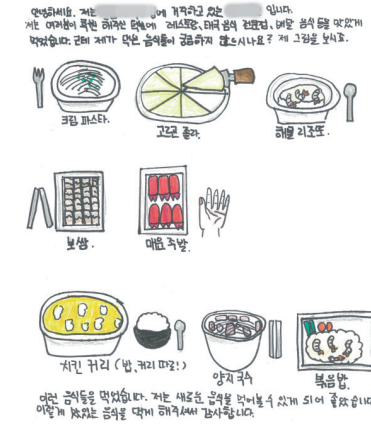 안녕하세요. 저는 에 거주하고 있는 입니다.
저는 여러분이 후원 해주신 덕분에 레스토랑, 태국 음식 전문점, 배달 음식 등을 맛있게
먹었습니다. 근데 제가 먹은 음식들이 궁금하지 않으시나요? 제 그림을 보시죠.
크림 파스타.
고르곤 졸라.
해물 리조또.
보쌈.
매운 족발.
치킨 커리 (밥, 커리 따로!)
양지 국수
볶음밥.
이런 음식들을 먹었습니다. 저는 새로운 음식을 먹어볼 수 있게 되어 좋았습니다
이렇게 맛있는 음식을 먹게 해주셔서 감사합니다.